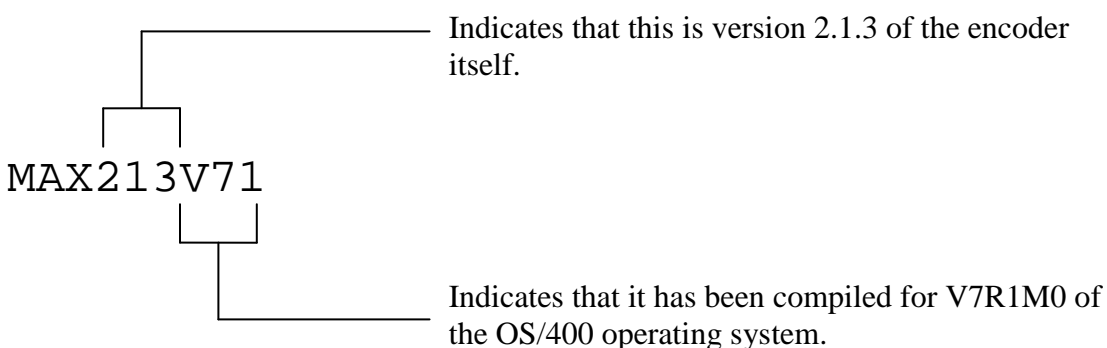 Indicates that this is version 2.1.3 of the encoder
itself.
MAX213V71
Indicates that it has been compiled for V7R1M0 of
the OS/400 operating system.